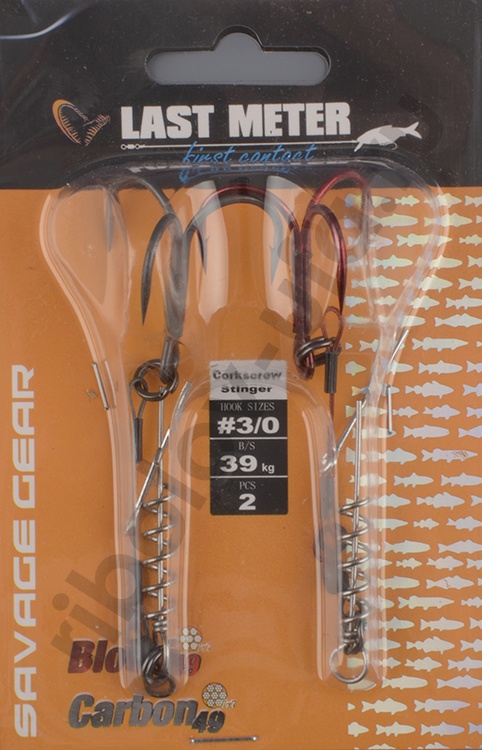 LAST METER
first contact
Corkscrew
Stinger
HOOK SIZES
#3/0
B/S
39 kg
PCS
2
SAVAGE GEAR
Carbon49